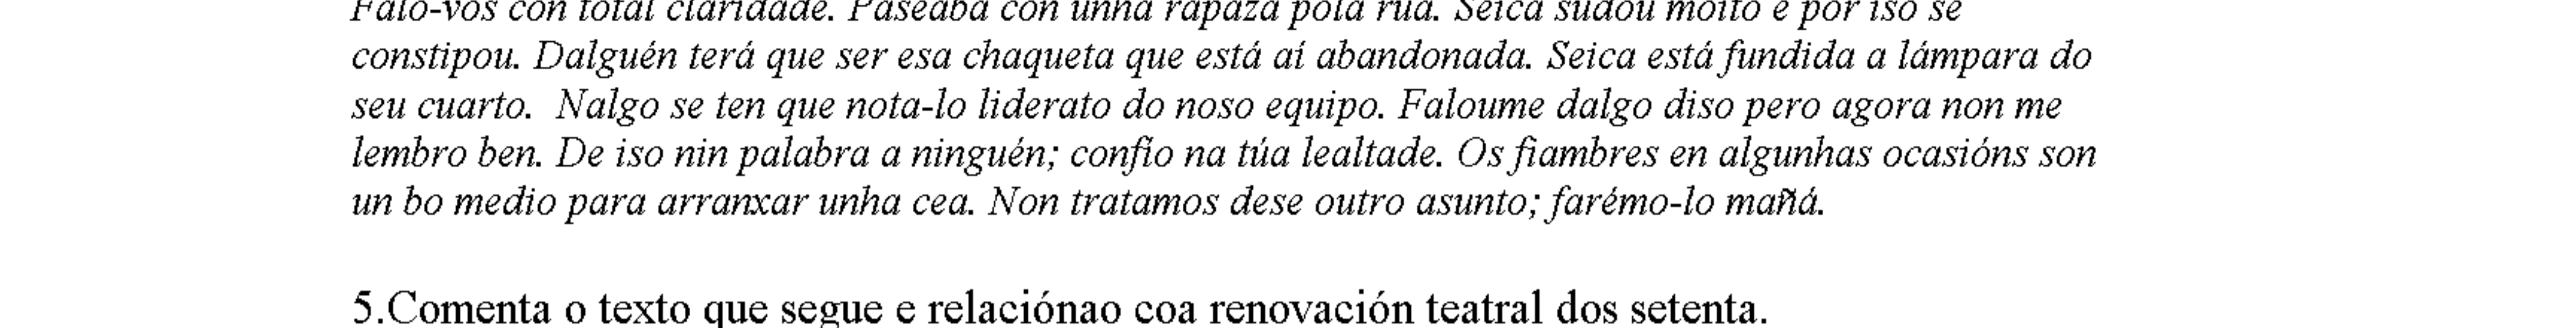 Falo-vos con total claridade. Paseaba con unha rapaza pola rúa. Seica sudou moito e por iso se
constipou. Dalguén terá que ser esa chaqueta que está aí abandonada. Seica está fundida a lámpara do
seu cuarto. Nalgo se ten que nota-lo liderato do noso equipo. Faloume dalgo diso pero agora non me
lembro ben. De iso nin palabra a ninguén; confío na túa lealtade. Os fiambres en algunhas ocasións son
un bo medio para arranxar unha cea. Non tratamos dese outro asunto; farémo-lo mañá.
5.Comenta o texto que segue e relaciónao coa renovación teatral dos setenta.